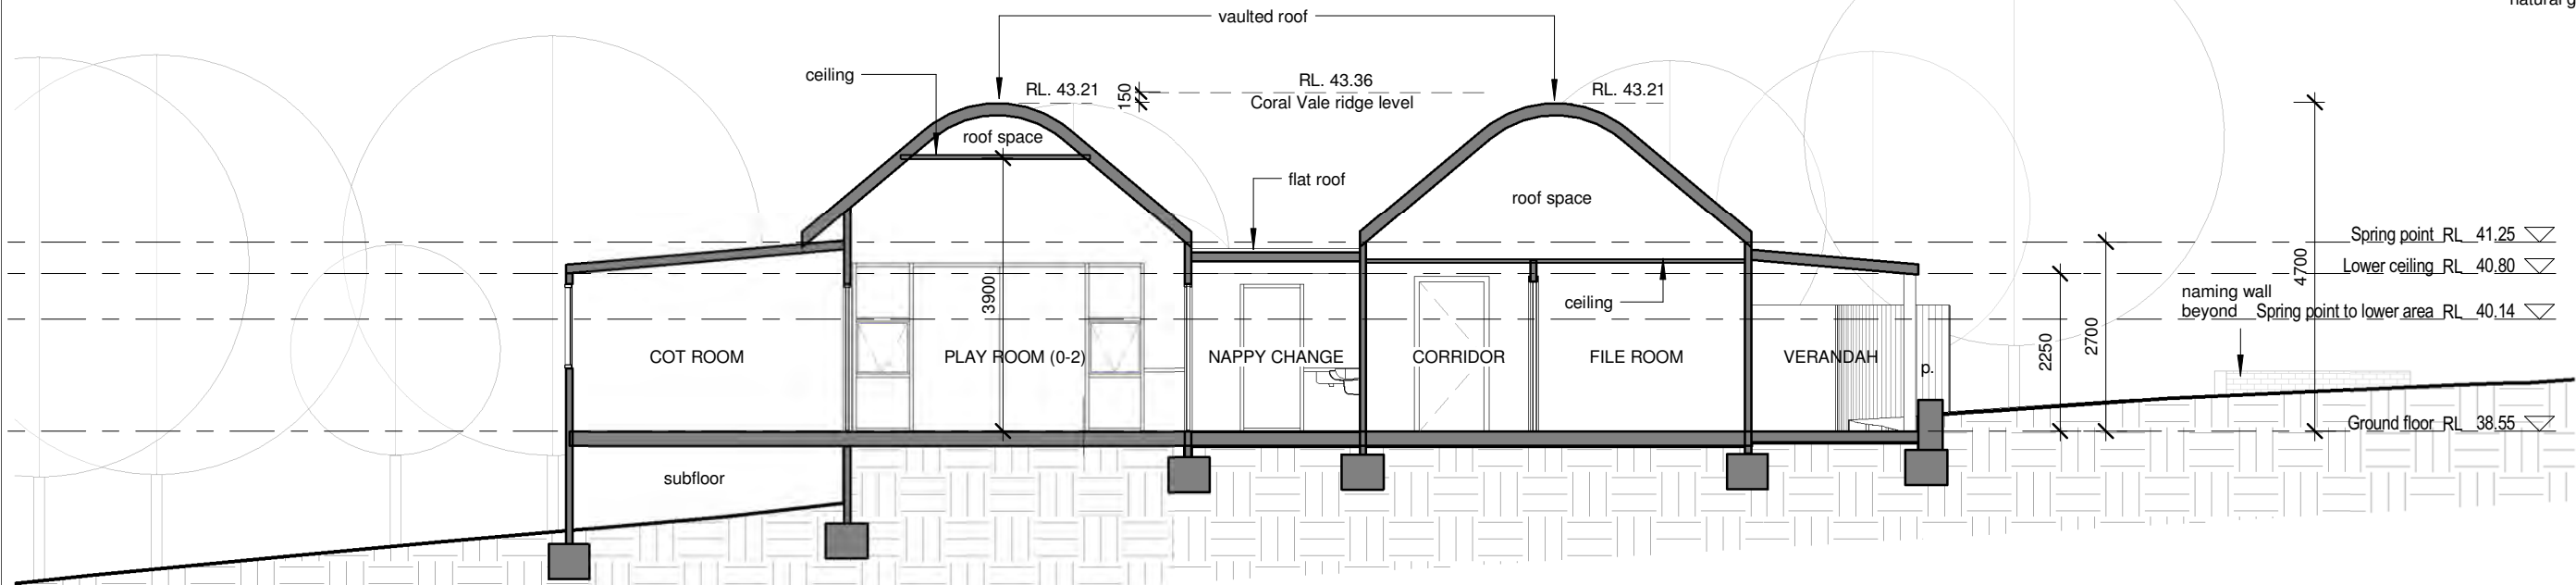 natural g
vaulted roof
ceiling
RL. 43.21
150
RL. 43.36
Coral Vale ridge level
RL. 43.21
roof space
flat roof
roof space
Spring point RL 41.25
4700
Lower ceiling RL 40.80
3900
ceiling
naming wall
beyond
Spring point to lower area RL 40.14
2250
2700
COT ROOM
PLAY ROOM (0-2)
NAPPY CHANGE
CORRIDOR
FILE ROOM
VERANDAH
p.
Ground floor RL 38.55
subfloor